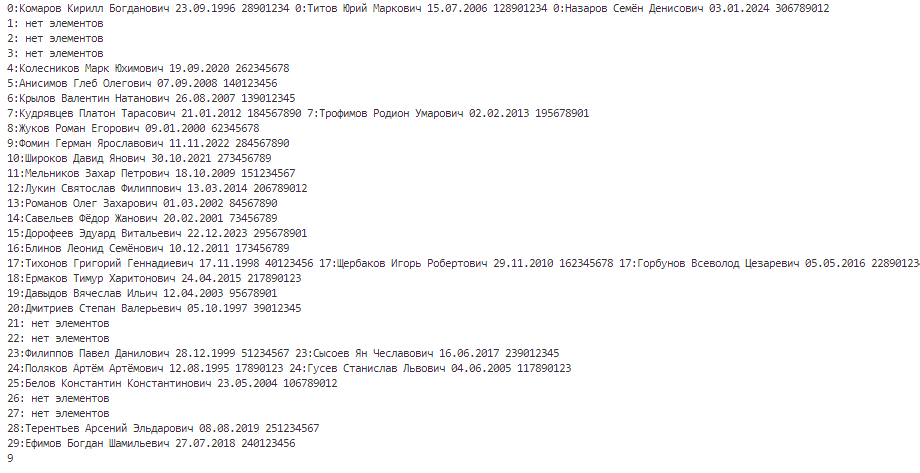 0:Комаров Кирилл Богданович 23.09.1996 28901234 0:Титов Юрий Маркович 15.07.2006 128901234 0:Назаров Семён Денисович 03.01.2024 306789012
1: нет элементов
2: нет элементов
3: нет элементов
4:Колесников Марк Юхимович 19.09.2020 262345678
5:Анисимов Глеб Олегович 07.09.2008 140123456
6:Крылов Валентин Натанович 26.08.2007 139012345
7:Кудрявцев Платон Тарасович 21.01.2012 184567890 7:Трофимов Родион Умарович 02.02.2013 195678901
8:Жуков Роман Егорович 09.01.2000 62345678
9:Фомин Герман Ярославович 11.11.2022 284567890
10:Широков Давид Янович 30.10.2021 273456789
11:Мельников Захар Петрович 18.10.2009 151234567
12:Лукин Святослав Филиппович 13.03.2014 206789012
13:Романов Олег Захарович 01.03.2002 84567890
14:Савельев Фёдор Жанович 20.02.2001 73456789
15:Дорофеев Эдуард Витальевич 22.12.2023 295678901
16:Блинов Леонид Семёнович 10.12.2011 173456789
17:Тихонов Григорий Геннадиевич 17.11.1998 40123456 17:Щербаков Игорь Робертович 29.11.2010 162345678 17:Горбунов Всеволод Цезаревич 05.05.2016 228901234
18:Ермаков Тимур Харитонович 24.04.2015 217890123
19:Давыдов Вячеслав Ильич 12.04.2003 95678901
20:Дмитриев Степан Валерьевич 05.10.1997 39012345
21: нет элементов
22: нет элементов
23:Филиппов Павел Данилович 28.12.1999 51234567 23:Сысоев Ян Чеславович 16.06.2017 239012345
24:Поляков Артём Артёмович 12.08.1995 17890123 24:Гусев Станислав Львович 04.06.2005 117890123
25:Белов Константин Константинович 23.05.2004 106789012
26: нет элементов
27: нет элементов
28:Терентьев Арсений Эльдарович 08.08.2019 251234567
29:Ефимов Богдан Шамильевич 27.07.2018 240123456
9